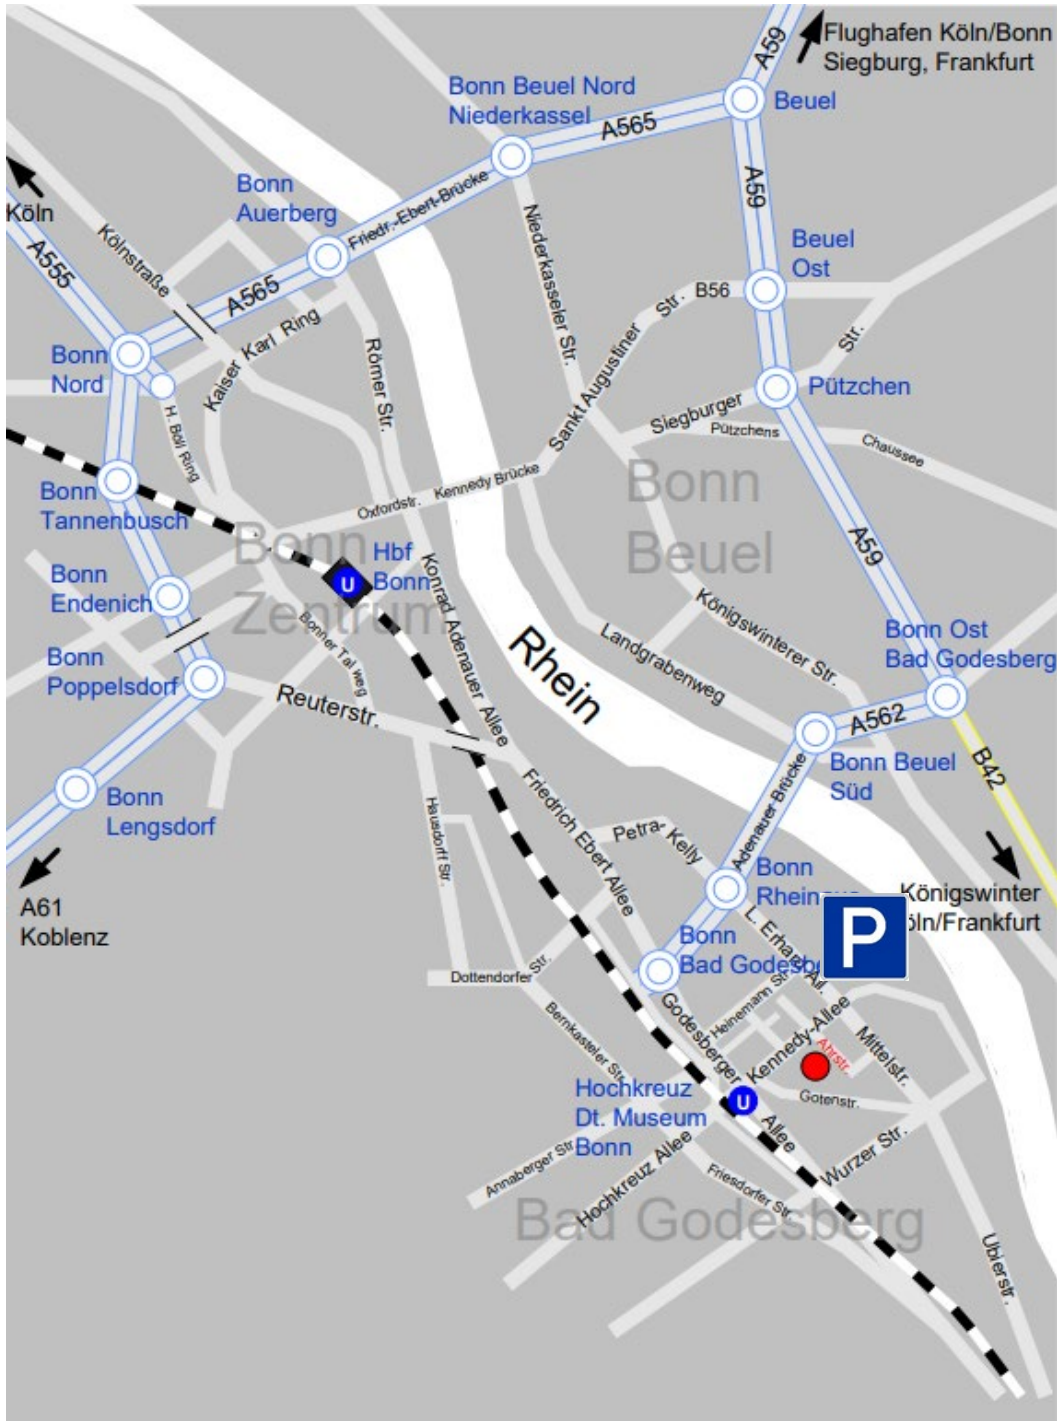 A59
Flughafen Köln/Bonn
Siegburg, Frankfurt
Bonn Beuel Nord
Niederkassel
A565
Beuel
Friedr.-Ebert-Brücke
A59
Bonn
Auerberg
Köln
A555
Kölnstraße
A565
Niederkasseler Str.
Beuel
Ost
B56
Str.
Sankt Augustiner
Str.
Bonn
Nord
Kaiser Karl Ring
Römer Str.
Pützchen
Siegburger
Pützchens
Chaussee
H. Böll Ring
Bonn
Tannenbusch
Oxfordstr.
Kennedy Brücke
Bonn
Beuel
A59
Bonn
Zentrum
Hbf
Bonn
U
Konrad Adenauer Allee
Bonn
Endenich
Bonner Talweg
Bonn
Poppelsdorf
Reuterstr.
Rhein
Landgrabenweg
Königswinterer Str.
Bonn Ost
Bad Godesberg
A562
B42
Bonn Beuel
Süd
Adenauer Brücke
Bonn
Lengsdorf
A61
Koblenz
Hausdorff Str.
Friedrich Ebert Allee
Petra-Kelly
Bonn
L. Erhard All.
P
Königswinter
Bonn
Dottendorfer Str.
Bernkasteler Str.
Godesberger
Allee
Heinemann Str.
Kennedy-Allee
Ahrstr.
Mittelstr.
Gotenstr.
U
Hochkreuz
Dt. Museum
Bonn
Annaberger Str.
Hochkreuz Allee
Friesdorfer Str.
Wurzer Str.
Bad Godesberg
Ubierstr.